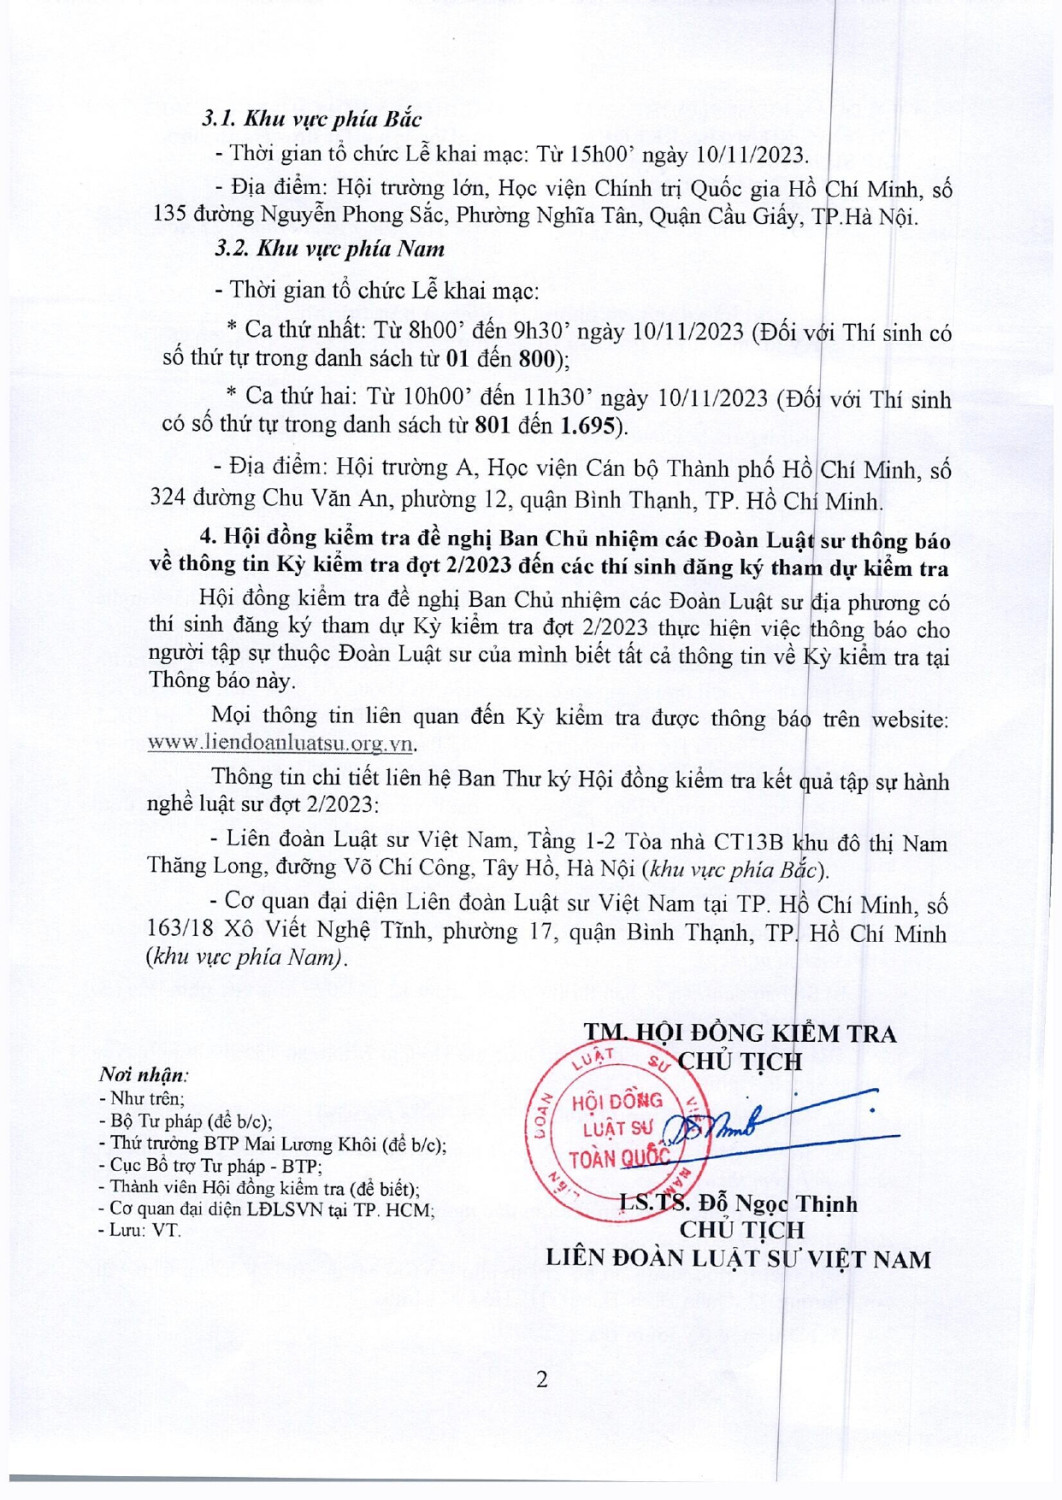 3.1. Khu vực phía Bắc
- Thời gian tổ chức Lễ khai mạc: Từ 15h00’ ngày 10/11/2023.
- Địa điểm: Hội trường lớn, Học viện Chính trị Quốc gia Hồ Chí Minh, số
135 đường Nguyễn Phong Sắc, Phường Nghĩa Tân, Quận Cầu Giấy, TP.Hà Nội.
3.2. Khu vực phía Nam
- Thời gian tổ chức Lễ khai mạc:
* Ca thứ nhất: Từ 8h00’ đến 9h30’ ngày 10/11/2023 (Đối với Thí sinh có
số thứ tự trong danh sách từ 01 đến 800);
* Ca thứ hai: Từ 10h00’ đến 11h30’ ngày 10/11/2023 (Đối với Thí sinh
có số thứ tự trong danh sách từ 801 đến 1.695).
- Địa điểm: Hội trường A, Học viện Cán bộ Thành phố Hồ Chí Minh, số
324 đường Chu Văn An, phường 12, quận Bình Thạnh, TP. Hồ Chí Minh.
4. Hội đồng kiểm tra đề nghị Ban Chủ nhiệm các Đoàn Luật sư thông báo
về thông tin Kỳ kiểm tra đợt 2/2023 đến các thí sinh đăng ký tham dự kiểm tra
Hội đồng kiểm tra đề nghị Ban Chủ nhiệm các Đoàn Luật sư địa phương có
thí sinh đăng ký tham dự Kỳ kiểm tra đợt 2/2023 thực hiện việc thông báo cho
người tập sự thuộc Đoàn Luật sư của mình biết tất cả thông tin về Kỳ kiểm tra tại
Thông báo này.
Mọi thông tin liên quan đến Kỳ kiểm tra được thông báo trên website:
www.liendoanluatsu.org.vn.
Thông tin chi tiết liên hệ Ban Thư ký Hội đồng kiểm tra kết quả tập sự hành
nghề luật sư đợt 2/2023:
- Liên đoàn Luật sư Việt Nam, Tầng 1-2 Tòa nhà CT13B khu đô thị Nam
Thăng Long, đưỡng Võ Chí Công, Tây Hồ, Hà Nội (khu vực phía Bắc).
- Cơ quan đại diện Liên đoàn Luật sư Việt Nam tại TP. Hồ Chí Minh, số
163/18 Xô Viết Nghệ Tĩnh, phường 17, quận Bình Thạnh, TP. Hồ Chí Minh
(khu vực phía Nam).
TM. HỘI ĐỒNG KIỂM TRA
CHỦ TỊCH
LIÊN ĐOÀN LUẬT SƯ VIỆT NAM
HỘI ĐỒNG
LUẬT SƯ
TOÀN QUỐC
LS.TS. Đỗ Ngọc Thịnh
CHỦ TỊCH
LIÊN ĐOÀN LUẬT SƯ VIỆT NAM
Nơi nhận:
- Như trên;
- Bộ Tư pháp (để b/c);
- Thứ trưởng BTP Mai Lương Khôi (để b/c);
- Cục Bổ trợ Tư pháp - BTP;
- Thành viên Hội đồng kiểm tra (để biết);
- Cơ quan đại diện LĐLSVN tại TP. HCM;
- Lưu: VT.
2